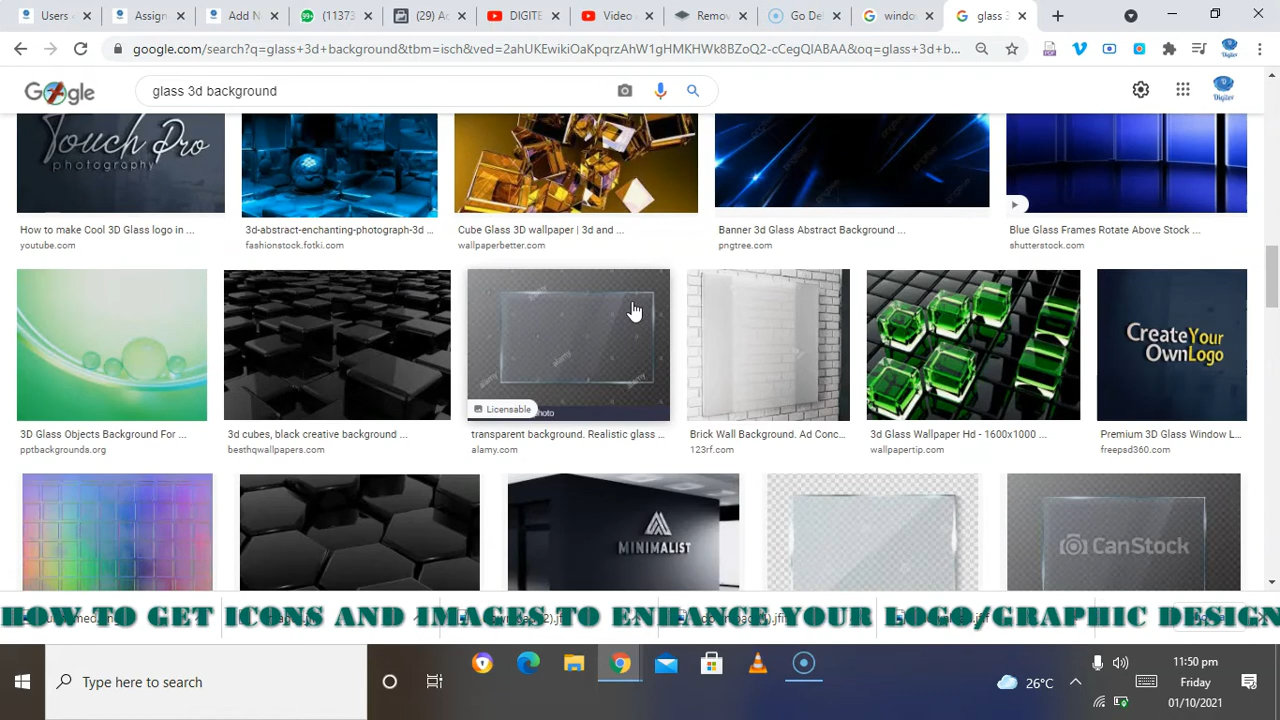 Users
Assign
Add N
(11373
(29) A
DIGITE
Video
Remov
Go De
windo
glass 3
google.com/search?q=glass+3d+background&tbm=isch&ved=2ahUKEwikiOaKpqrzAhW1gHMKHWk8BZoQ2-cCegQIABAA&oq=glass+3d+b...
glass 3d background
Touch Pro
photography
How to make Cool 3D Glass logo in ...
youtube.com
3d-abstract-enchanting-photograph-3d ...
fashionstock.fotki.com
Cube Glass 3D wallpaper | 3d and ...
wallpaperbetter.com
Banner 3d Glass Abstract Background ...
pngtree.com
Blue Glass Frames Rotate Above Stock ...
shutterstock.com
alamy
Licensable
Create Your
Own Logo
3D Glass Objects Background For ...
pptbackgrounds.org
3d cubes, black creative background ...
besthqwallpapers.com
transparent background. Realistic glass ...
alamy.com
Brick Wall Background. Ad Conc...
123rf.com
3d Glass Wallpaper Hd - 1600x1000 ...
wallpapertip.com
Premium 3D Glass Window L...
freepsd360.com
MINIMALIST
CanStock
HOW TO GET ICONS AND IMAGES TO ENHANCE YOUR LOGO/GRAPHIC DESIGN
Type here to search
26°C
11:50 pm
Friday
01/10/2021